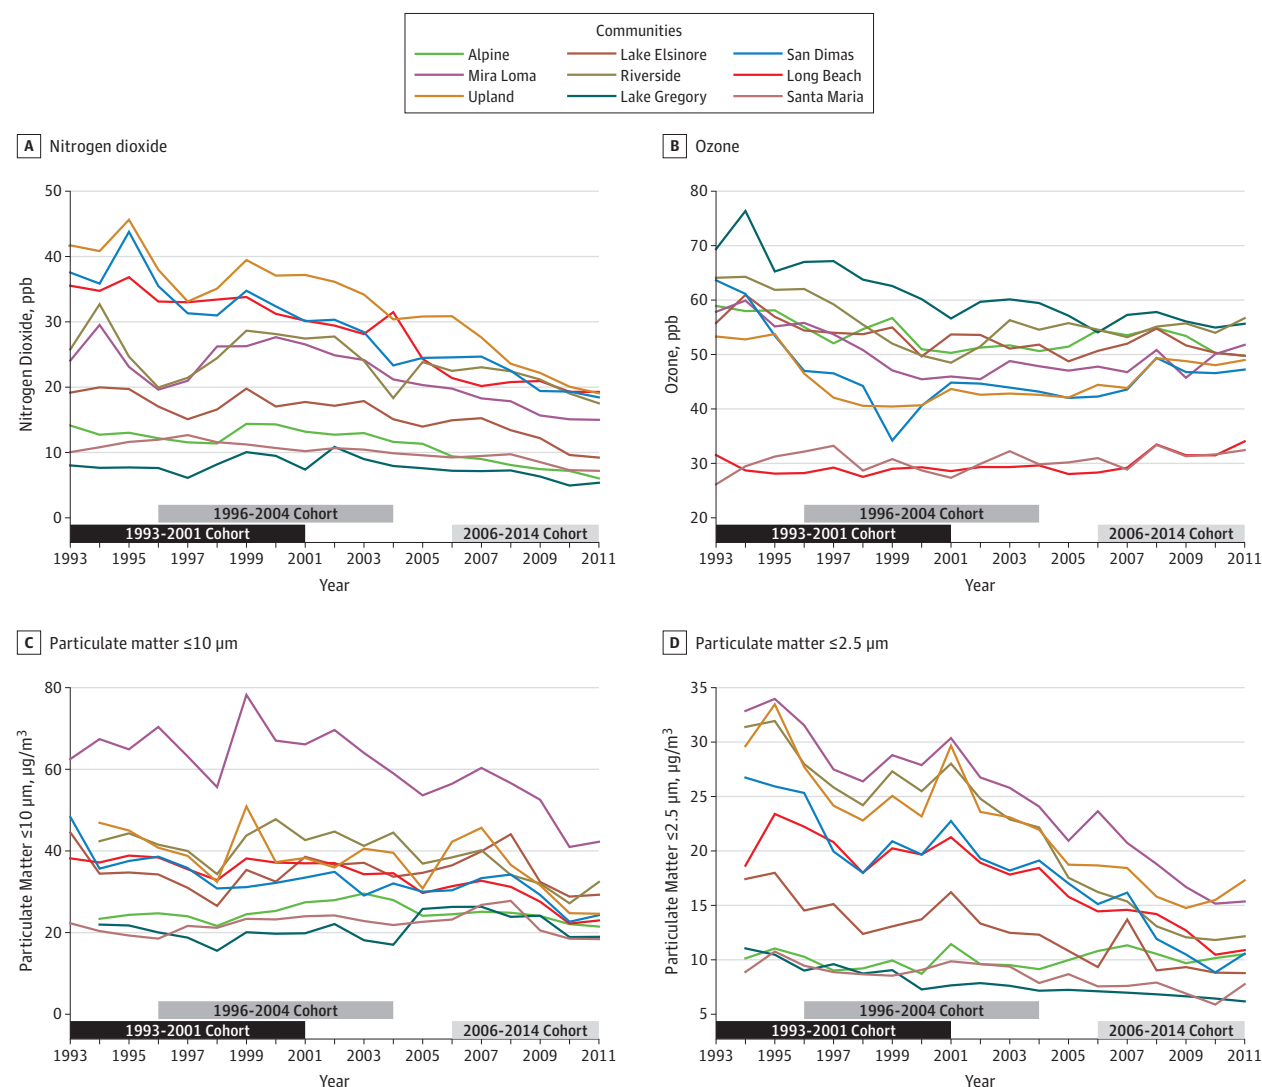 Communities
Alpine Lake Elsinore San Dimas
Mira Loma Riverside Long Beach
Upland Lake Gregory Santa Maria
A Nitrogen dioxide
50
40
30
20
10
0
Nitrogen Dioxide, ppb
1996-2004 Cohort
1993-2001 Cohort 2006-2014 Cohort
1993 1995 1997 1999 2001 2003 2005 2007 2009 2011
Year
B Ozone
80
70
60
50
40
30
20
Ozone, ppb
1996-2004 Cohort
1993-2001 Cohort 2006-2014 Cohort
1993 1995 1997 1999 2001 2003 2005 2007 2009 2011
Year
C Particulate matter ≤10 μm
80
60
40
20
0
Particulate Matter ≤10 μm, μg/m³
1996-2004 Cohort
1993-2001 Cohort 2006-2014 Cohort
1993 1995 1997 1999 2001 2003 2005 2007 2009 2011
Year
D Particulate matter ≤2.5 μm
35
30
25
20
15
10
5
Particulate Matter ≤2.5 μm, μg/m³
1996-2004 Cohort
1993-2001 Cohort 2006-2014 Cohort
1993 1995 1997 1999 2001 2003 2005 2007 2009 2011
Year